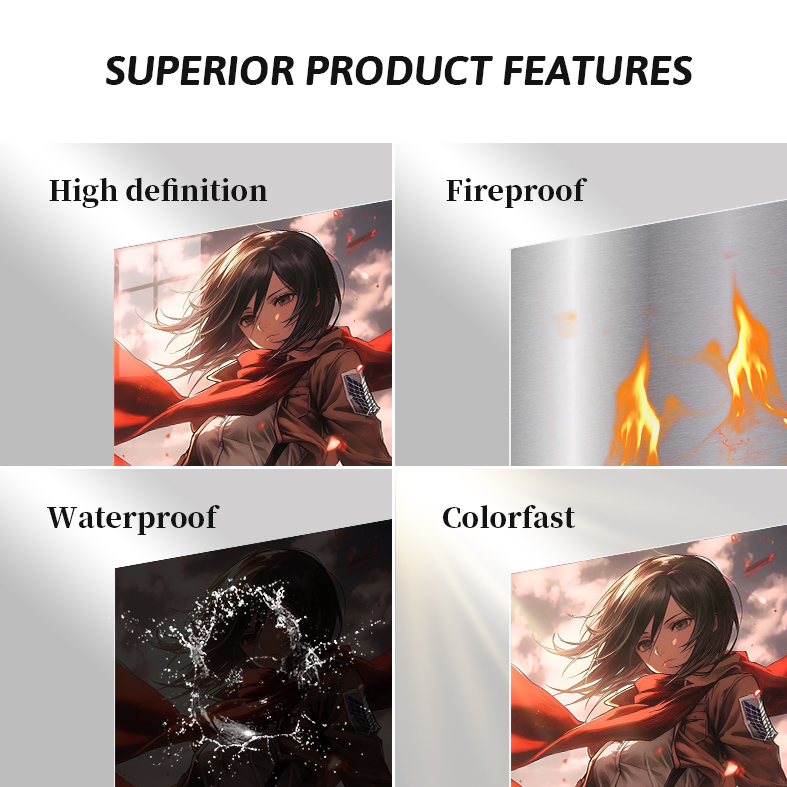 SUPERIOR PRODUCT FEATURES
High definition
Fireproof
Waterproof
Colorfast